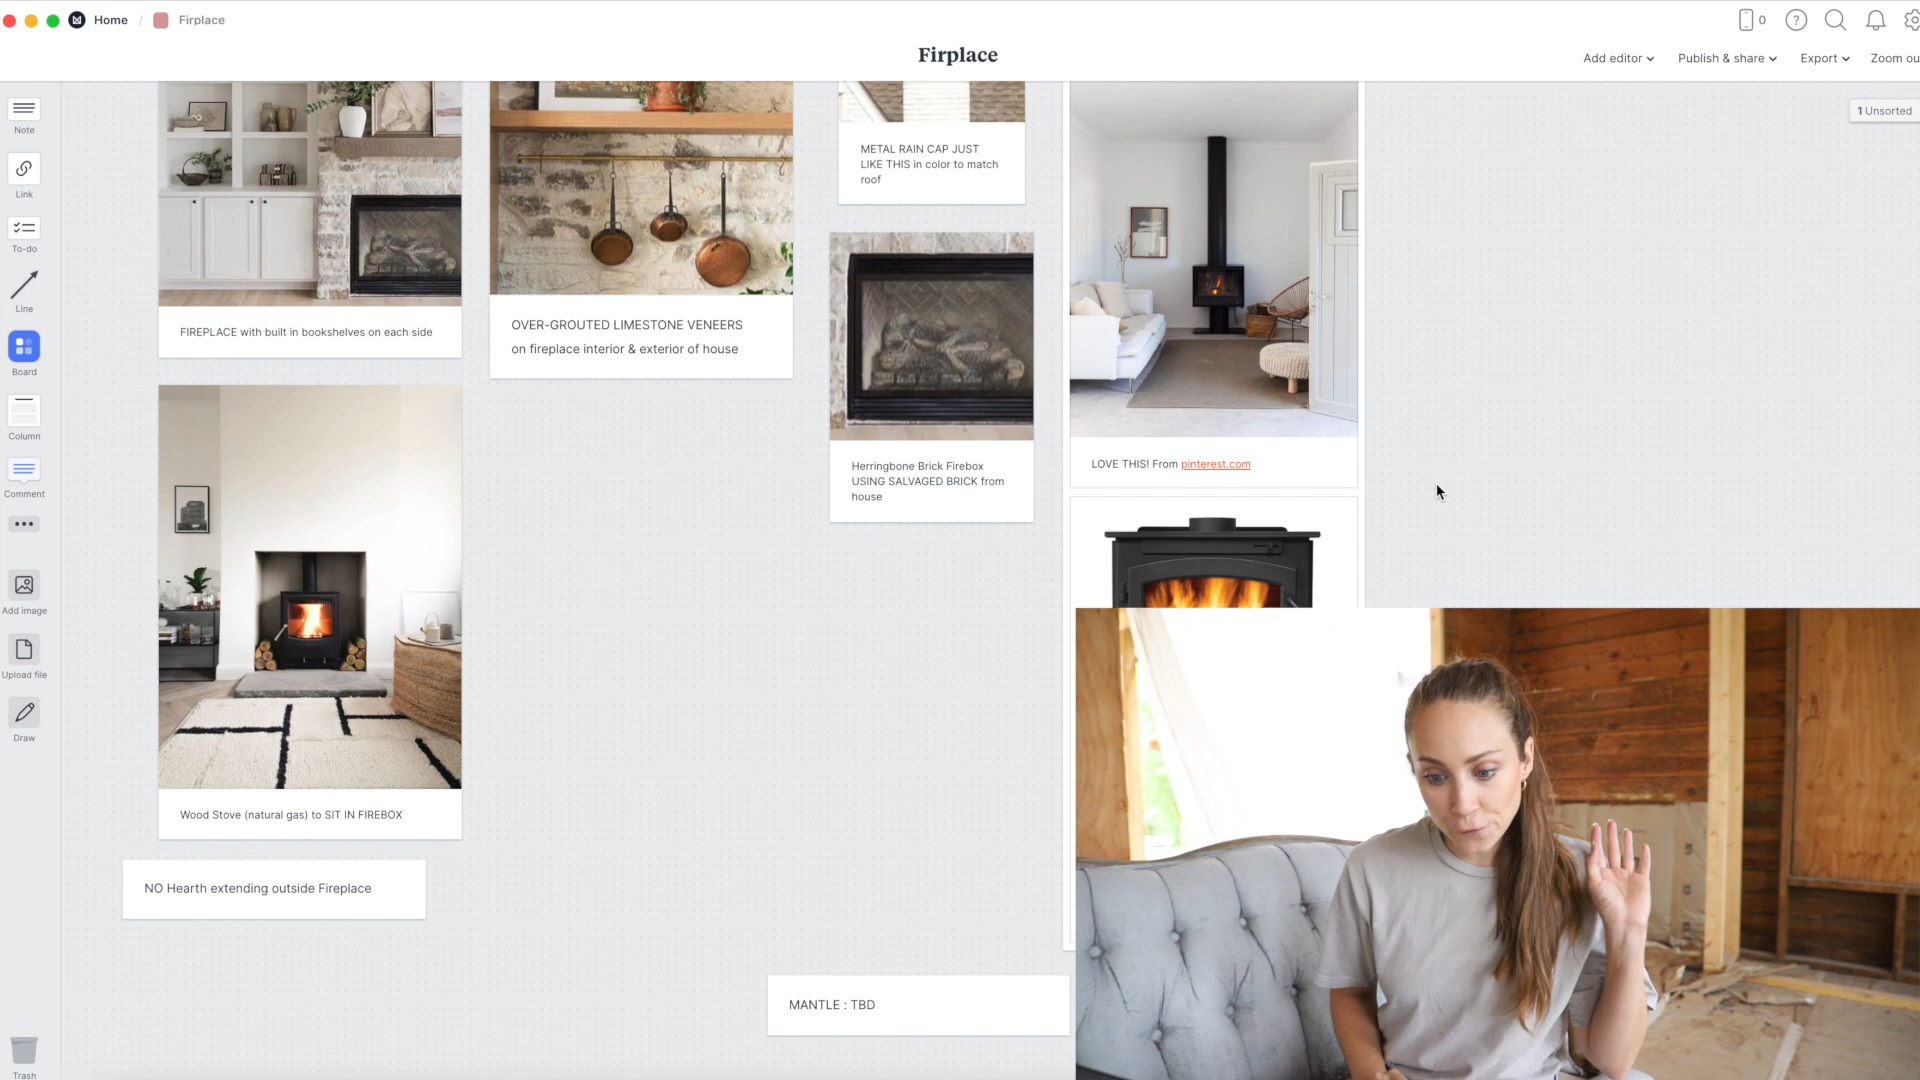 Home / Firplace
0
Firplace
Add editor
Publish & share
Export
Zoom ou
1 Unsorted
Note
Link
To-do
Line
Board
Column
Comment
Add image
Upload file
Draw
Trash
FIREPLACE with built in bookshelves on each side
OVER-GROUTED LIMESTONE VENEERS
on fireplace interior & exterior of house
METAL RAIN CAP JUST
LIKE THIS in color to match
roof
Herringbone Brick Firebox
USING SALVAGED BRICK from
house
LOVE THIS! From pinterest.com
Wood Stove (natural gas) to SIT IN FIREBOX
NO Hearth extending outside Fireplace
MANTLE : TBD